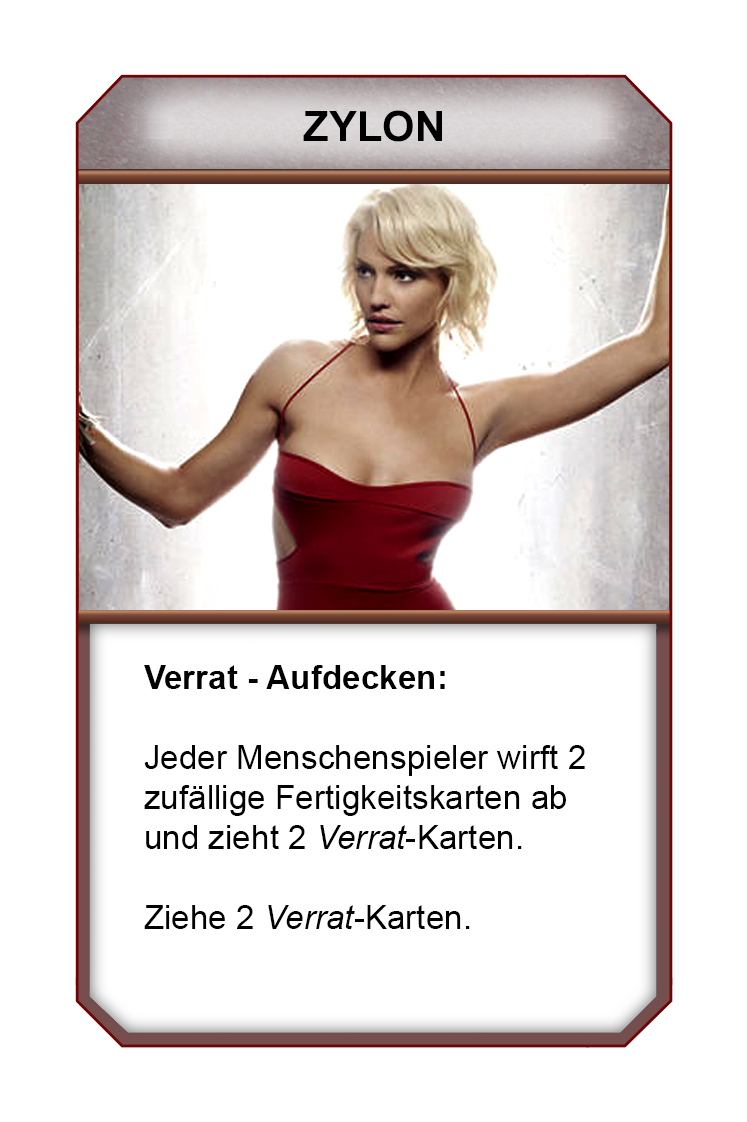 ZYLON
Verrat - Aufdecken:
Jeder Menschenspieler wirft 2
zufällige Fertigkeitskarten ab
und zieht 2 Verrat-Karten.
Ziehe 2 Verrat-Karten.